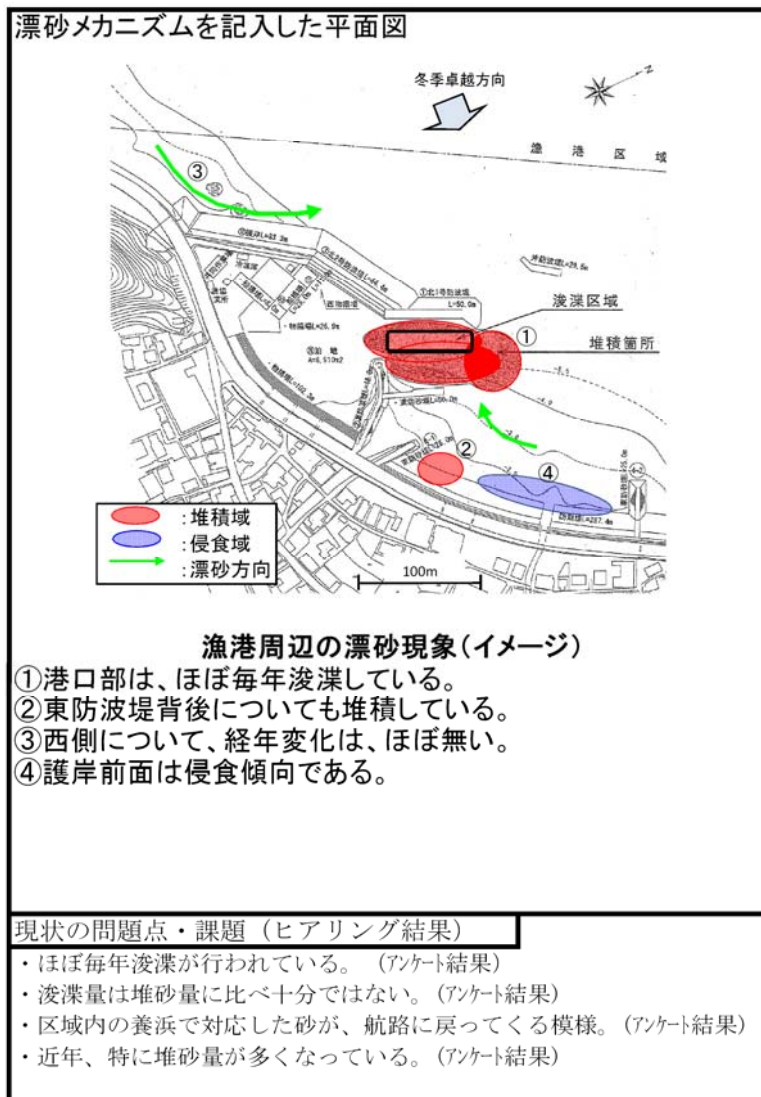 漂砂メカニズムを記入した平面図
冬季卓越方向
N
漁 港 区 域
③
①北1号防波堤
L=50.0m
浚渫区域
①
堆積箇所
②
④
:堆積域
:侵食域
:漂砂方向
100m
漁港周辺の漂砂現象(イメージ)
①港口部は、ほぼ毎年浚渫している。
②東防波堤背後についても堆積している。
③西側について、経年変化は、ほぼ無い。
④護岸前面は侵食傾向である。
現状の問題点・課題(ヒアリング結果)
・ほぼ毎年浚渫が行われている。(アンケート結果)
・浚渫量は堆砂量に比べ十分ではない。(アンケート結果)
・区域内の養浜で対応した砂が、航路に戻ってくる模様。(アンケート結果)
・近年、特に堆砂量が多くなっている。(アンケート結果)